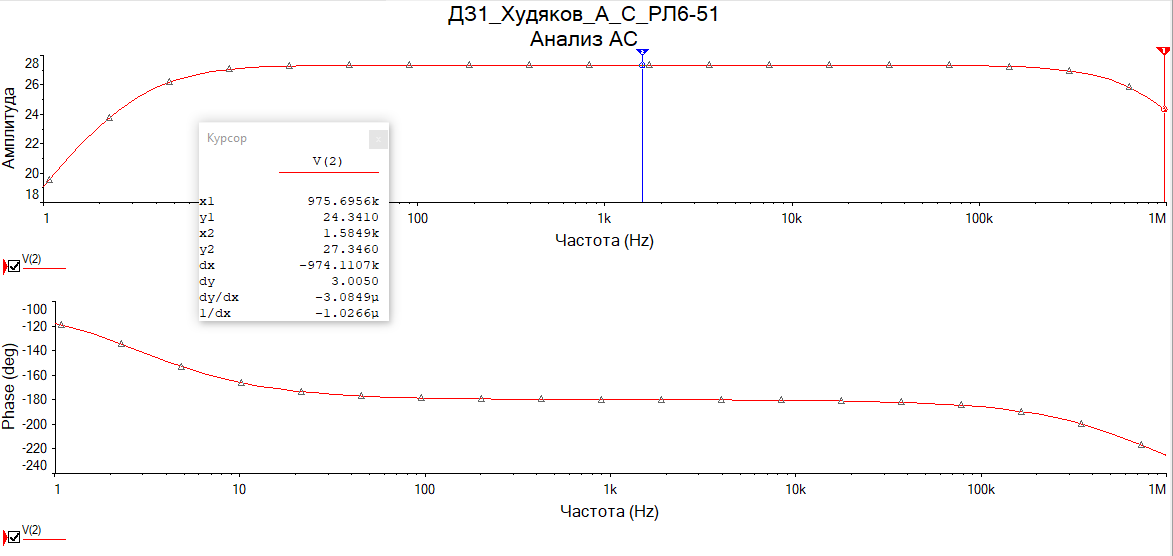 ДЗ1_Худяков_А_С_РЛ6-51
Анализ AC
Амплитуда
28
26
24
22
20
18
1
100
1k
10k
100k
1M
Частота (Hz)
Курсор
V(2)
x1 975.6956k
y1 24.3410
x2 1.5849k
y2 27.3460
dx -974.1107k
dy 3.0050
dy/dx -3.0849µ
1/dx -1.0266µ
V(2)
Phase (deg)
-100
-120
-140
-160
-180
-200
-220
-240
1
10
100
1k
10k
100k
1M
Частота (Hz)
V(2)